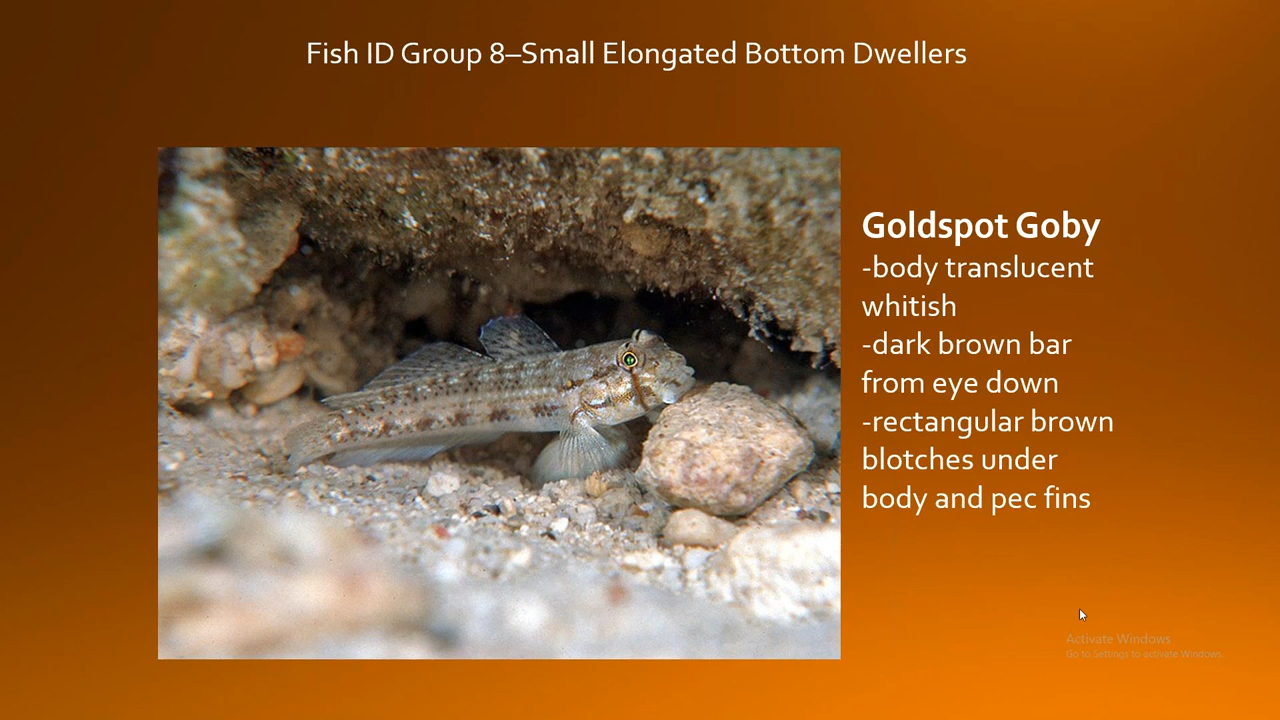 Fish ID Group 8–Small Elongated Bottom Dwellers
Goldspot Goby
-body translucent
whitish
-dark brown bar
from eye down
-rectangular brown
blotches under
body and pec fins
Activate Windows
Go to Settings to activate Windows.